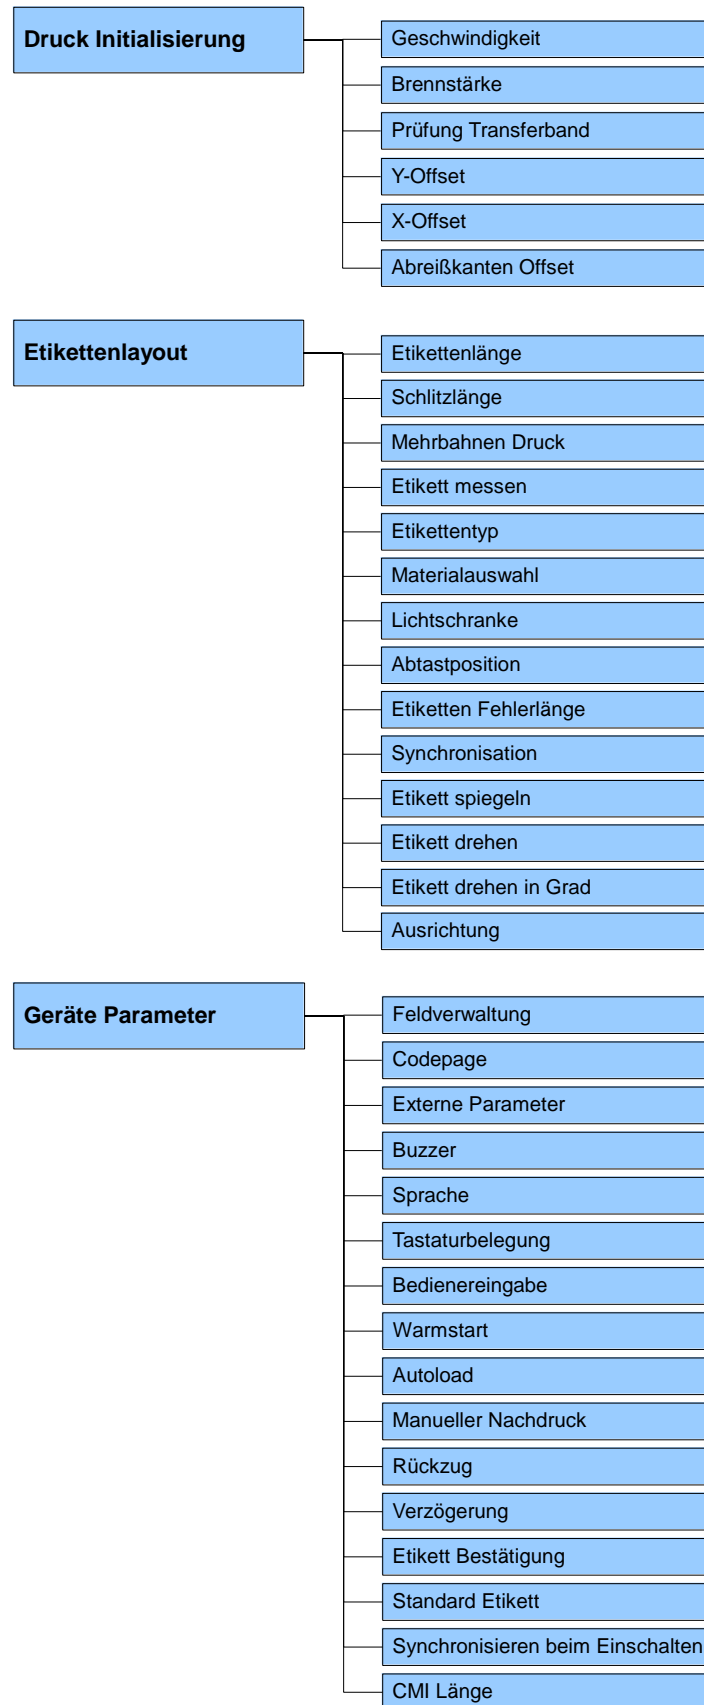 Druck Initialisierung
Geschwindigkeit
Brennstärke
Prüfung Transferband
Y-Offset
X-Offset
Abreißkanten Offset
Etikettenlayout
Etikettenlänge
Schlitzlänge
Mehrbahnen Druck
Etikett messen
Etikettentyp
Materialauswahl
Lichtschranke
Abtastposition
Etiketten Fehlerlänge
Synchronisation
Etikett spiegeln
Etikett drehen
Etikett drehen in Grad
Ausrichtung
Geräte Parameter
Feldverwaltung
Codepage
Externe Parameter
Buzzer
Sprache
Tastaturbelegung
Bedienereingabe
Warmstart
Autoload
Manueller Nachdruck
Rückzug
Verzögerung
Etikett Bestätigung
Standard Etikett
Synchronisieren beim Einschalten
CMI Länge